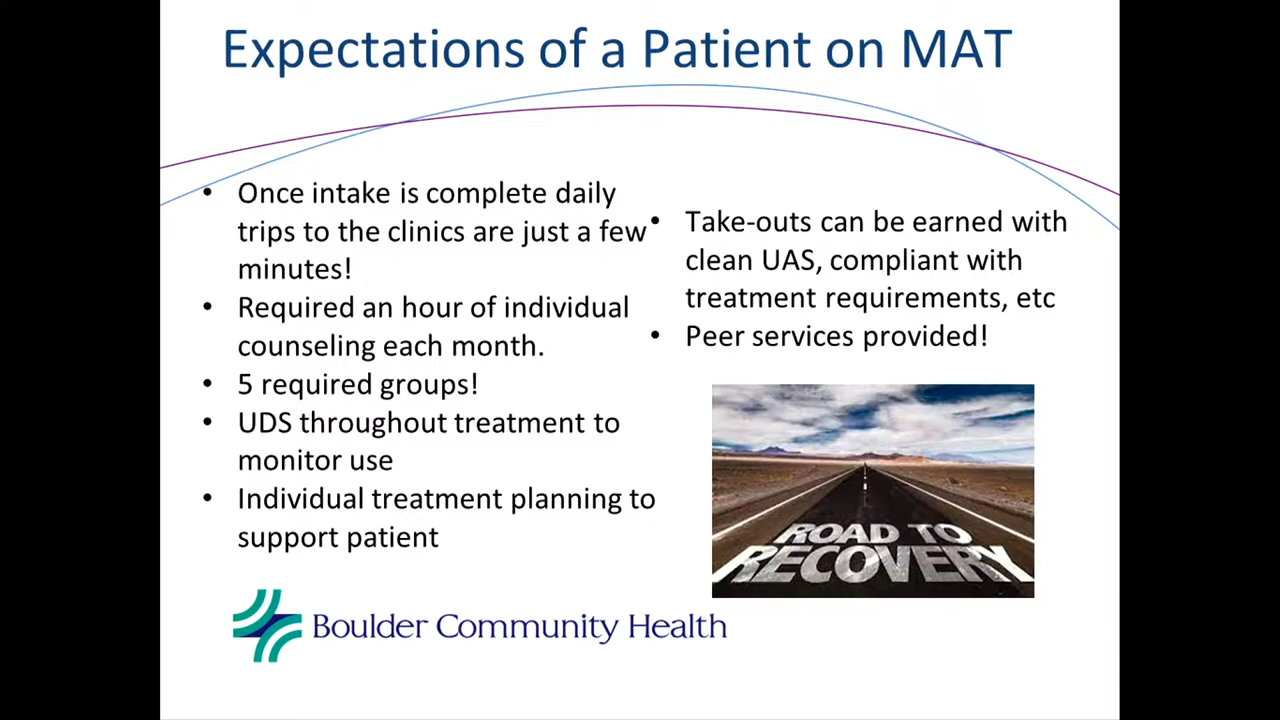 Expectations of a Patient on MAT
• Once intake is complete daily
trips to the clinics are just a few
minutes!
• Required an hour of individual
counseling each month.
• 5 required groups!
• UDS throughout treatment to
monitor use
• Individual treatment planning to
support patient
• Take-outs can be earned with
clean UAS, compliant with
treatment requirements, etc
• Peer services provided!
ROAD TO
RECOVERY
Boulder Community Health